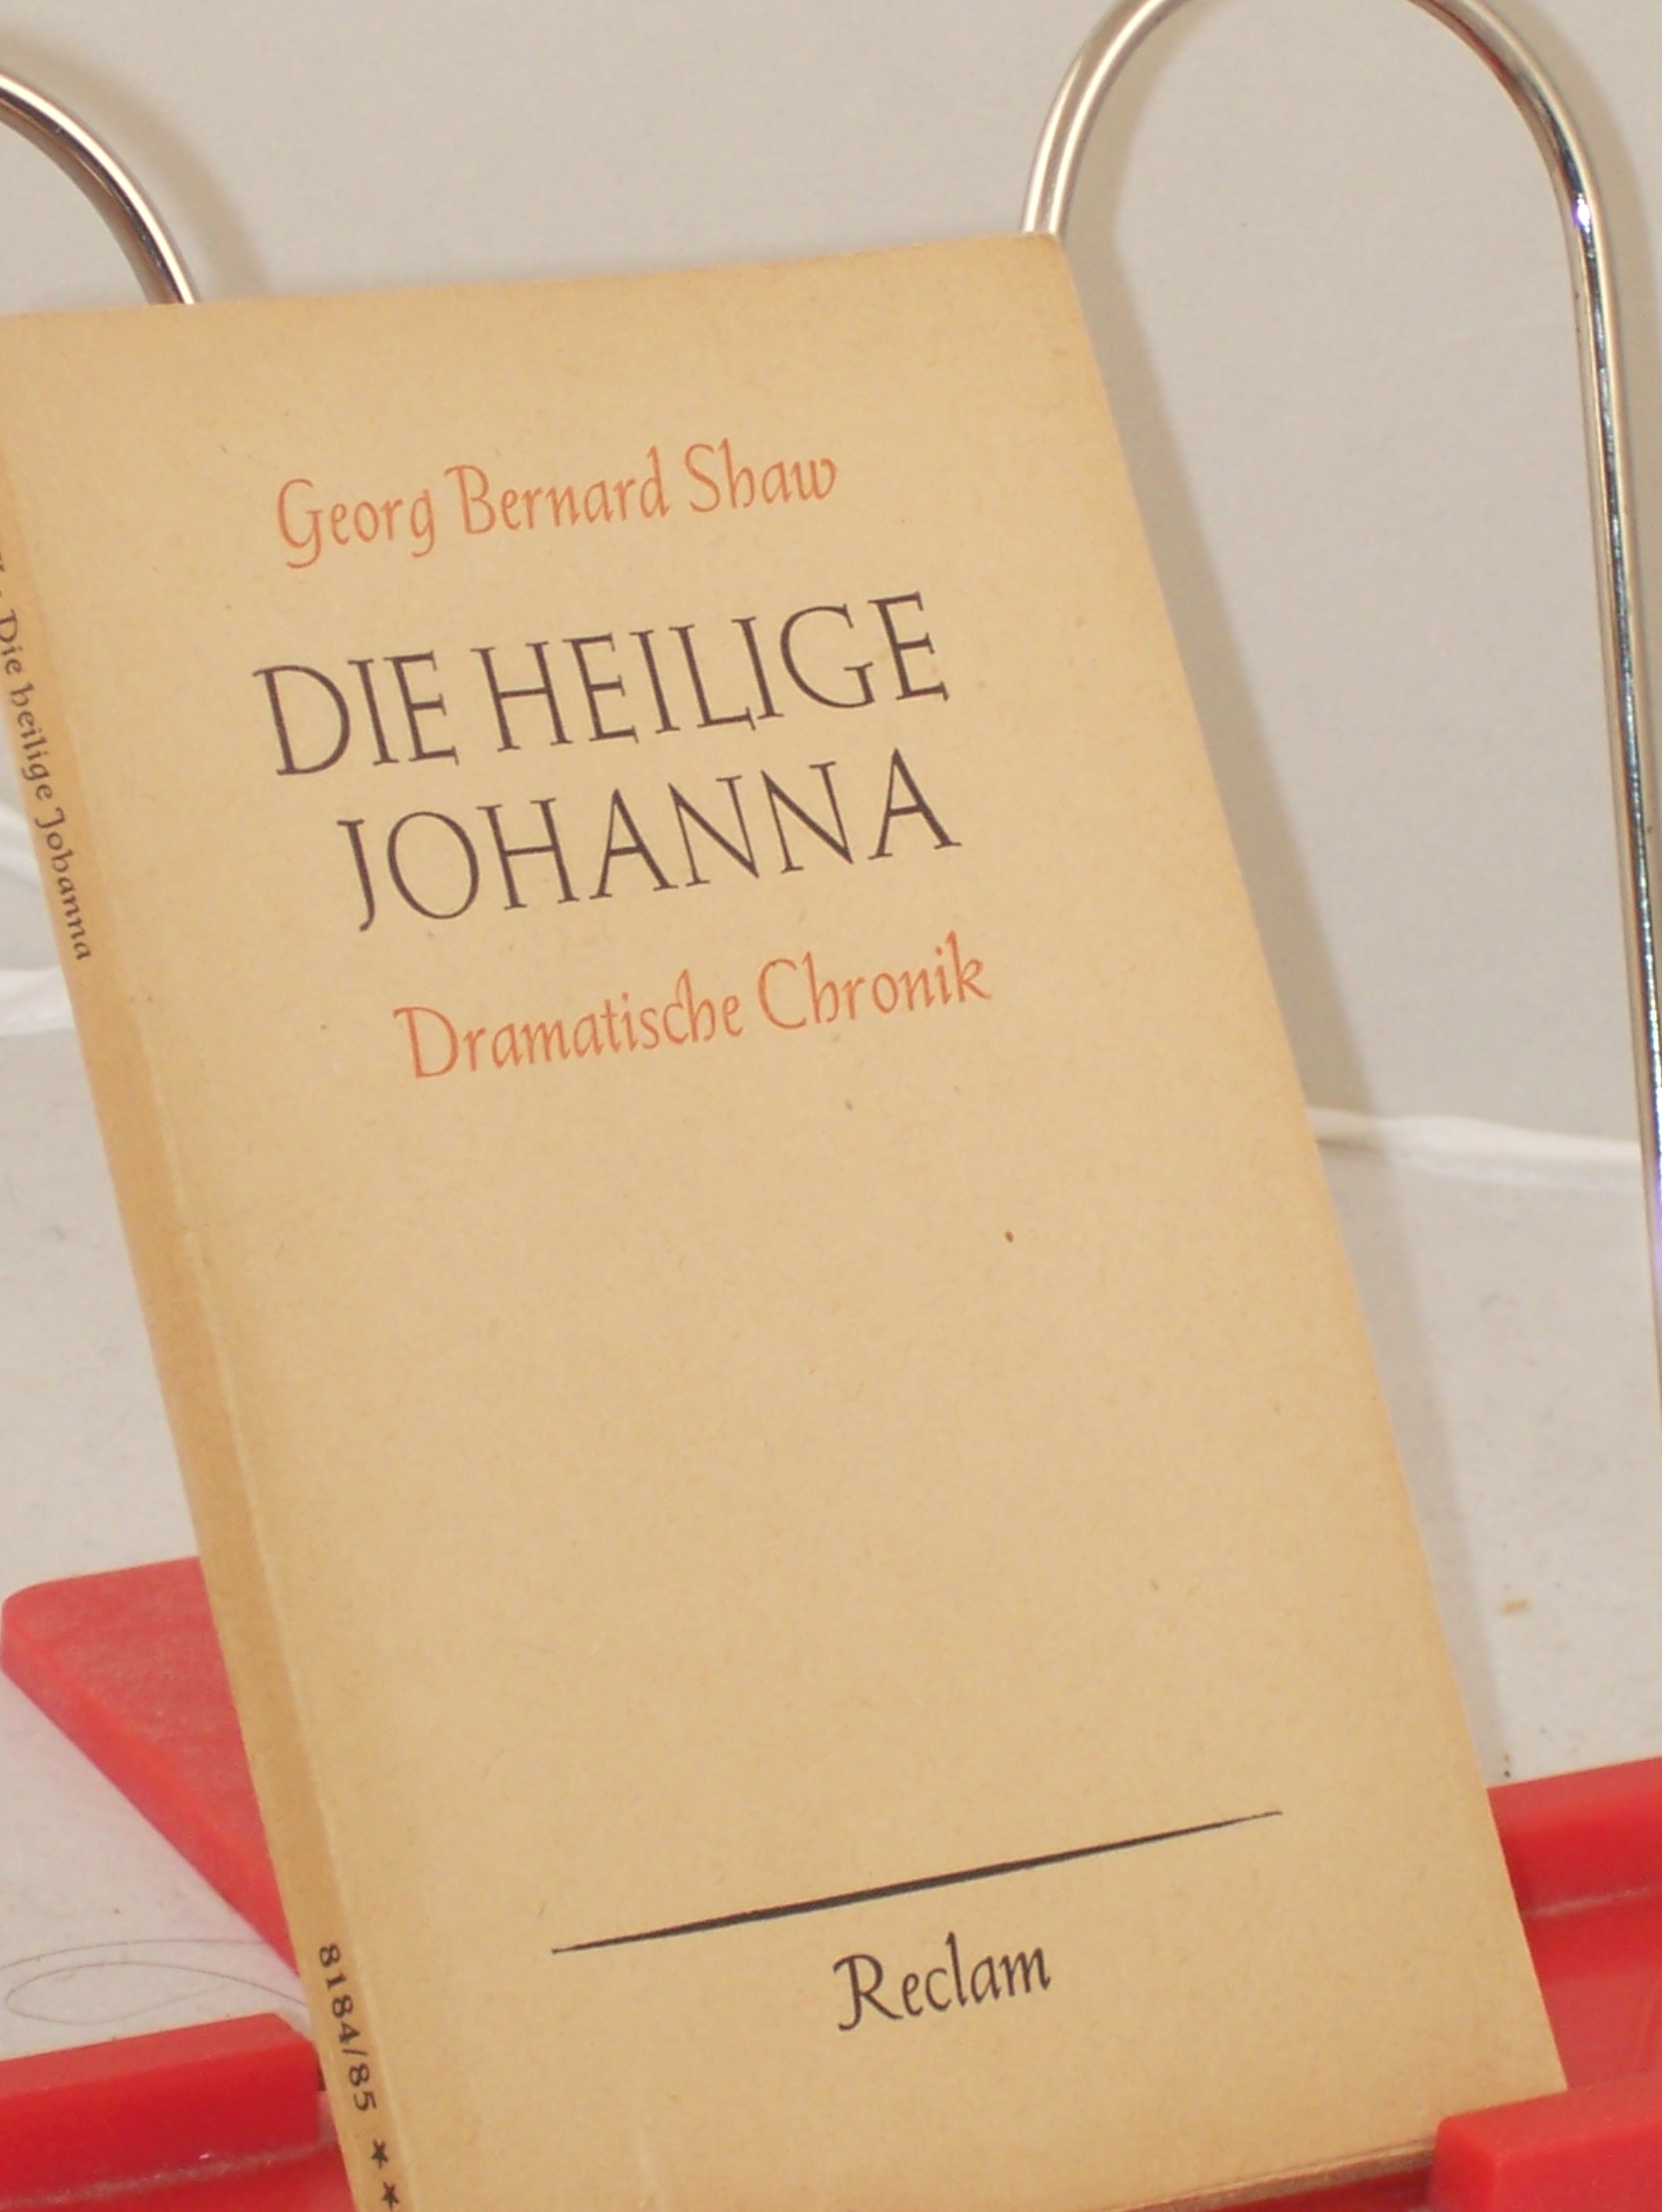 Georg Bernard Shaw
DIE HEILIGE
JOHANNA
Dramatische Chronik
Reclam
Die heilige Johanna
8184/85 ★★